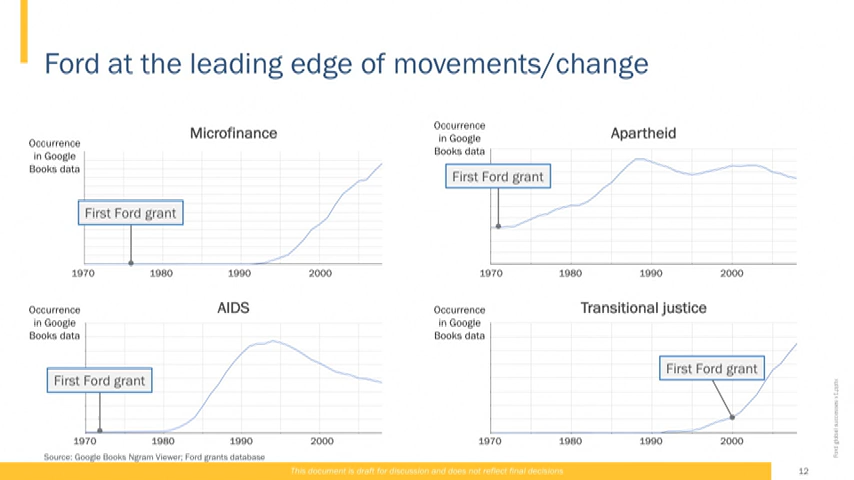 Ford at the leading edge of movements/change
Microfinance
Occurrence
in Google
Books data
First Ford grant
1970 1980 1990 2000
Apartheid
Occurrence
in Google
Books data
First Ford grant
1970 1980 1990 2000
AIDS
Occurrence
in Google
Books data
First Ford grant
1970 1980 1990 2000
Transitional justice
Occurrence
in Google
Books data
First Ford grant
1970 1980 1990 2000
Source: Google Books Ngram Viewer; Ford grants database
This document is draft for discussion and does not reflect final decisions
12